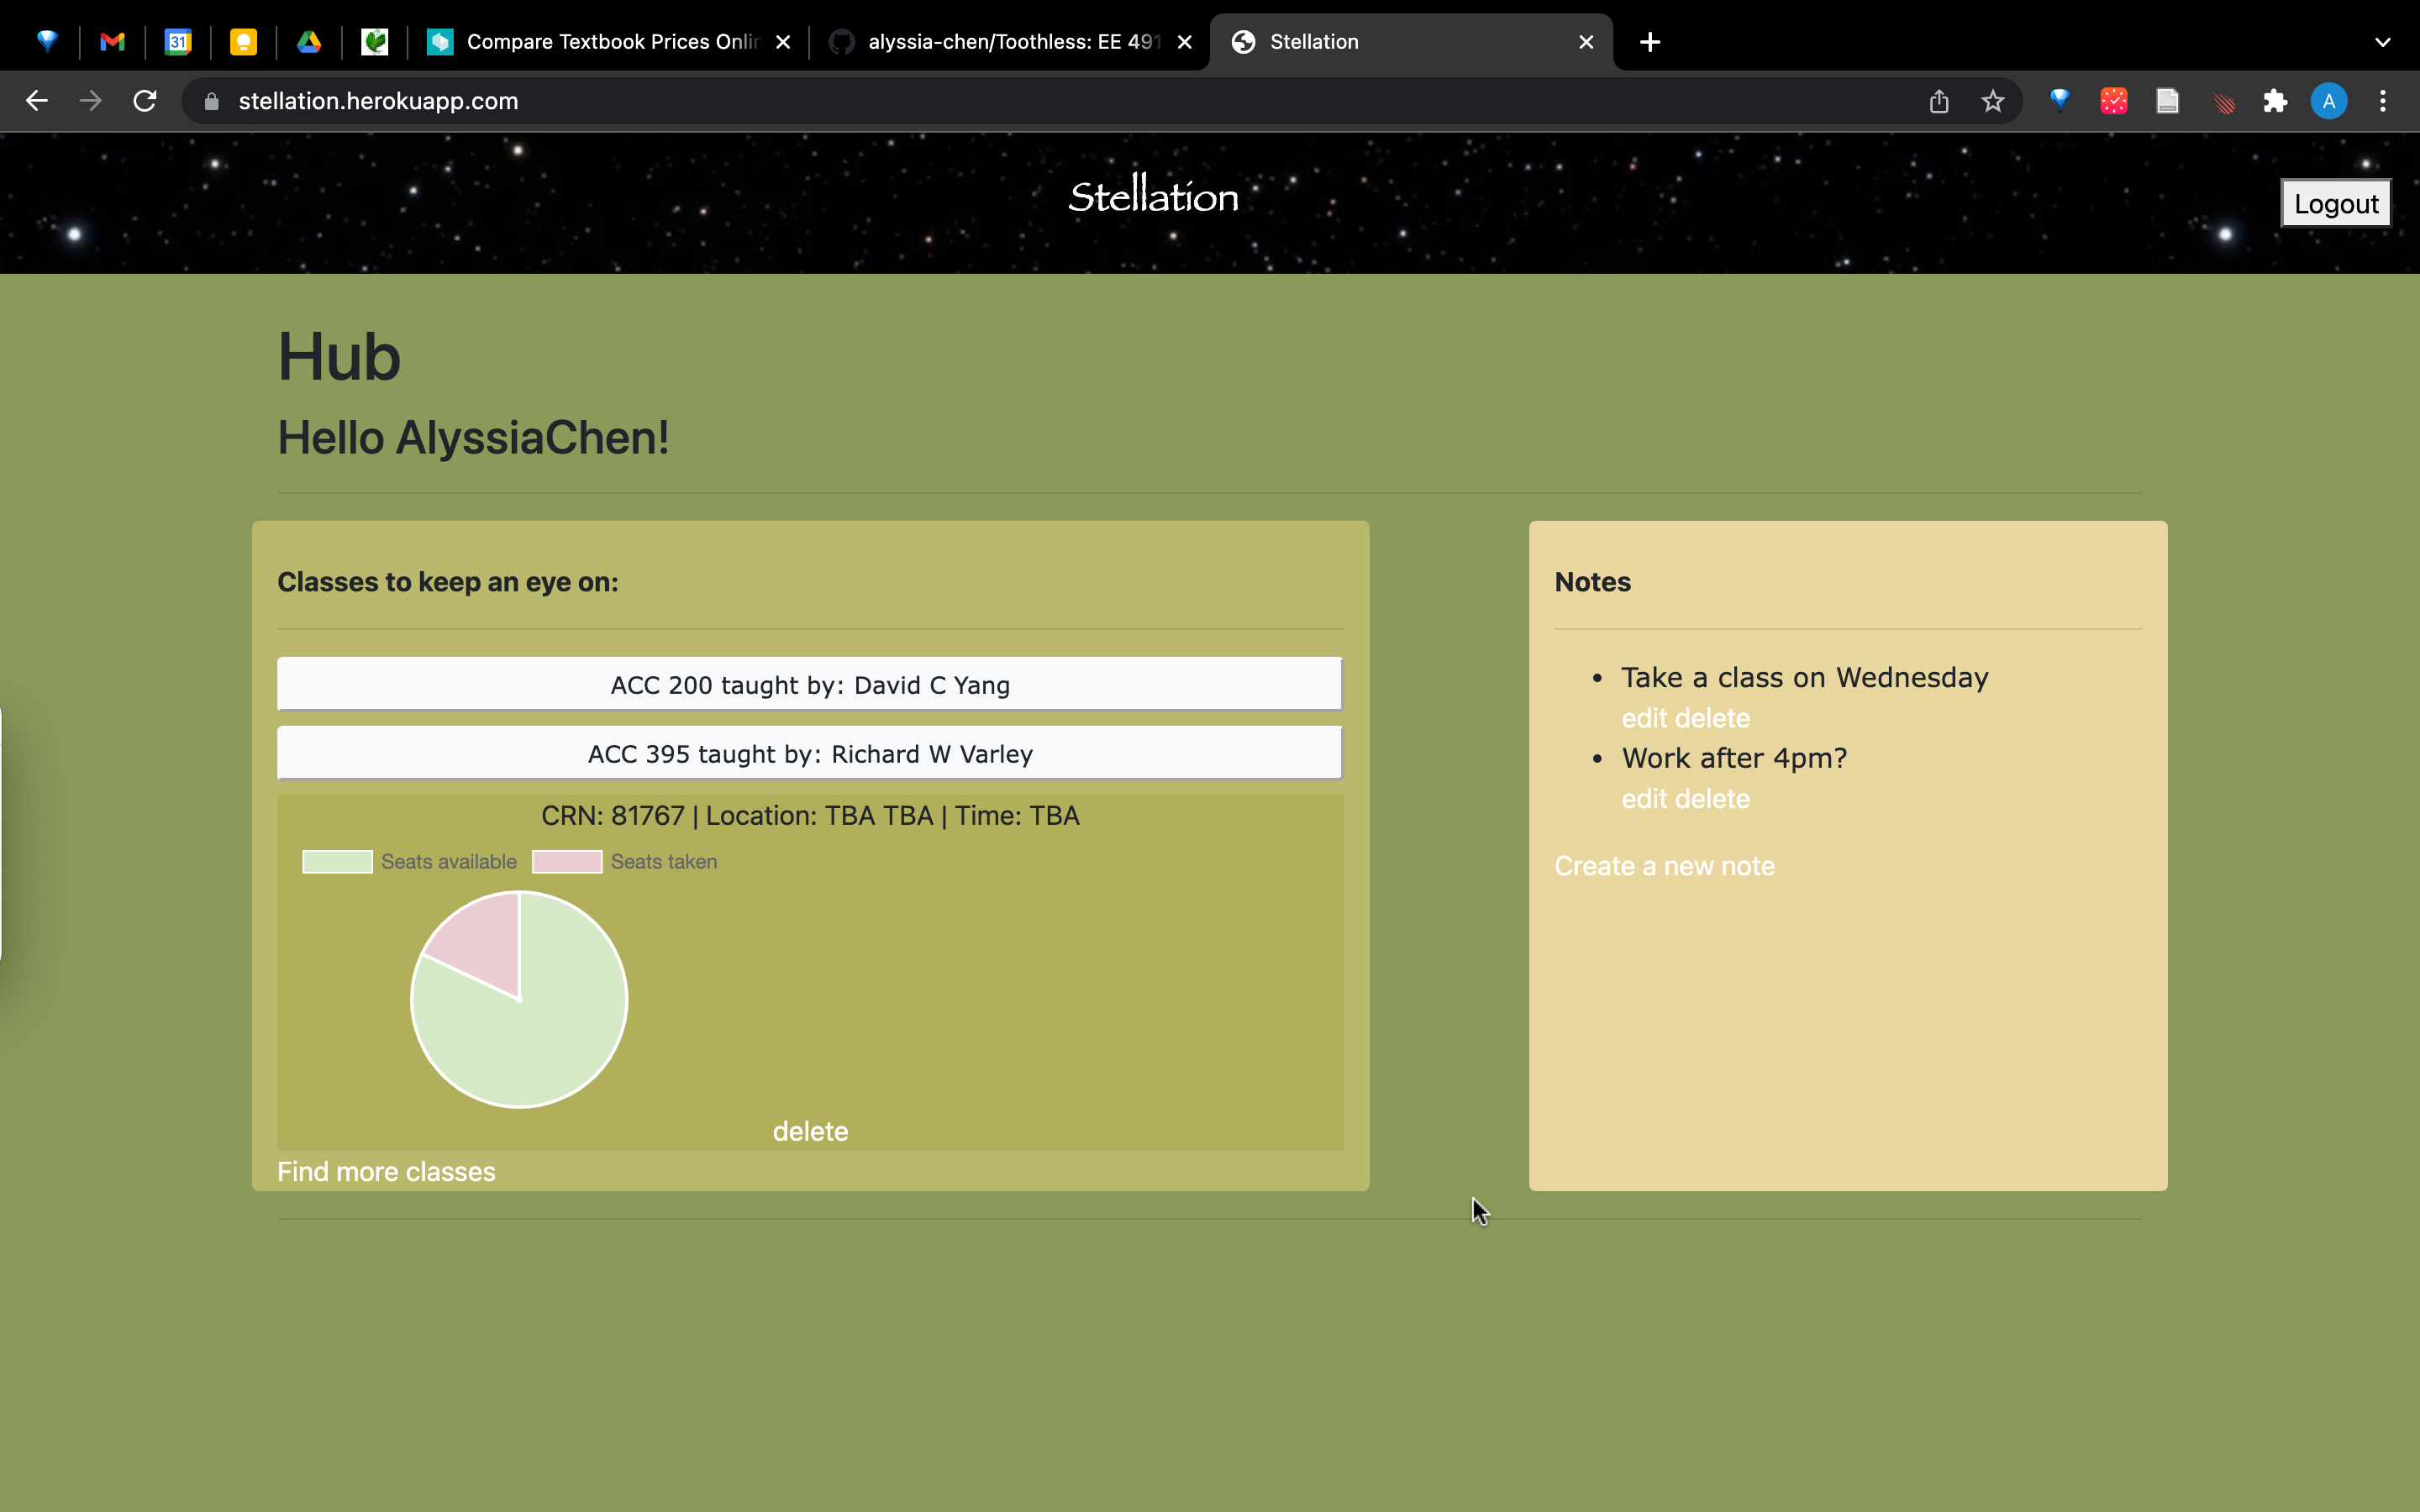 Compare Textbook Prices Onlin
alyssia-chen/Toothless: EE 491
Stellation
31
stellation.herokuapp.com
A
Stellation
Logout
Hub
Hello AlyssiaChen!
Classes to keep an eye on:
ACC 200 taught by: David C Yang
ACC 395 taught by: Richard W Varley
CRN: 81767 | Location: TBA TBA | Time: TBA
Seats available
Seats taken
delete
Find more classes
Notes
Take a class on Wednesday
edit delete
Work after 4pm?
edit delete
Create a new note